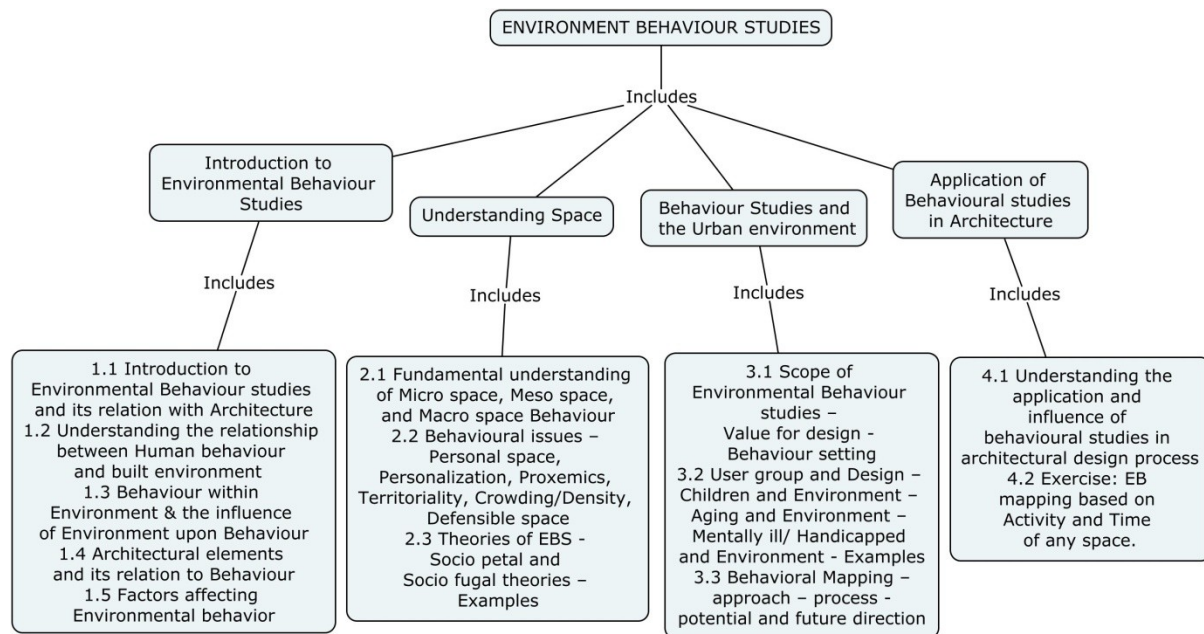 ENVIRONMENT BEHAVIOUR STUDIES
Includes
Introduction to
Environmental Behaviour
Studies
Understanding Space
Behaviour Studies and
the Urban environment
Application of
Behavioural studies
in Architecture
Includes
Includes
Includes
Includes
1.1 Introduction to
Environmental Behaviour studies
and its relation with Architecture
1.2 Understanding the relationship
between Human behaviour
and built environment
1.3 Behaviour within
Environment & the influence
of Environment upon Behaviour
1.4 Architectural elements
and its relation to Behaviour
1.5 Factors affecting
Environmental behavior
2.1 Fundamental understanding
of Micro space, Meso space,
and Macro space Behaviour
2.2 Behavioural issues –
Personal space,
Personalization, Proxemics,
Territoriality, Crowding/Density,
Defensible space
2.3 Theories of EBS -
Socio petal and
Socio fugal theories –
Examples
3.1 Scope of
Environmental Behaviour
studies –
Value for design -
Behaviour setting
3.2 User group and Design –
Children and Environment –
Aging and Environment –
Mentally ill/ Handicapped
and Environment - Examples
3.3 Behavioral Mapping –
approach – process -
potential and future direction
4.1 Understanding the
application and
influence of
behavioural studies in
architectural design process
4.2 Exercise: EB
mapping based on
Activity and Time
of any space.